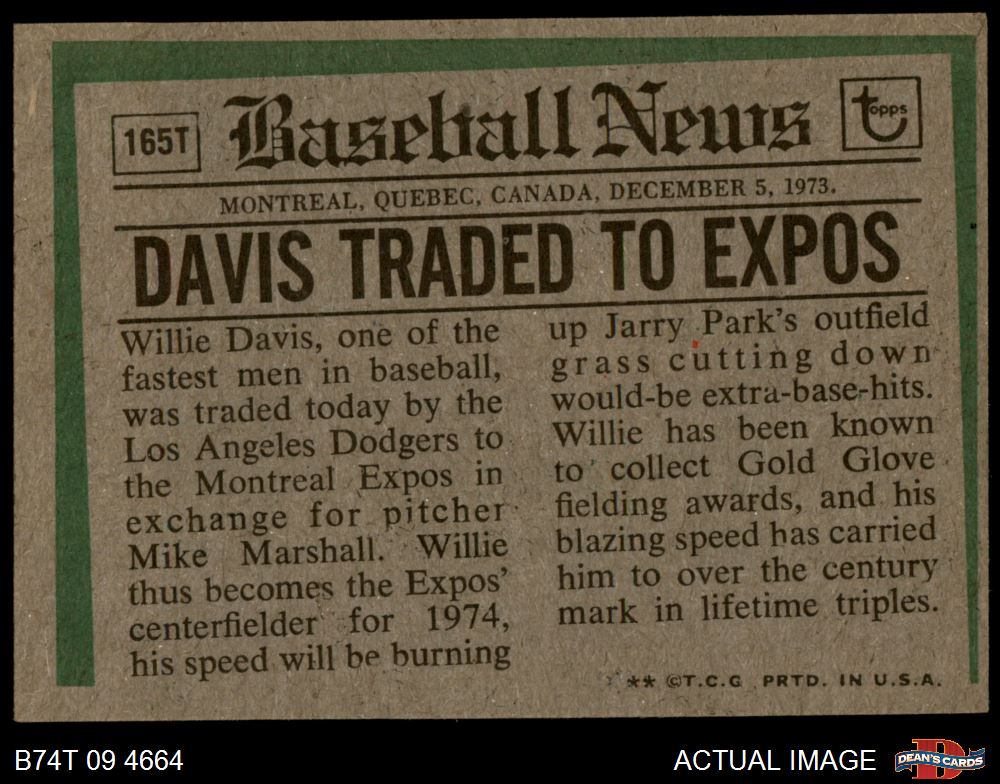 165T
Baseball News
topps
MONTREAL, QUEBEC, CANADA, DECEMBER 5, 1973.
DAVIS TRADED TO EXPOS
Willie Davis, one of the
fastest men in baseball,
was traded today by the
Los Angeles Dodgers to
the Montreal Expos in
exchange for pitcher
Mike Marshall. Willie
thus becomes the Expos'
centerfielder for 1974,
his speed will be burning
up Jarry Park's outfield
grass cutting down
would-be extra-base-hits.
Willie has been known
to collect Gold Glove
fielding awards, and his
blazing speed has carried
him to over the century
mark in lifetime triples.
** ©T.C.G. PRTD. IN U.S.A.
B74T 09 4664
ACTUAL IMAGE
DEAN'S CARDS